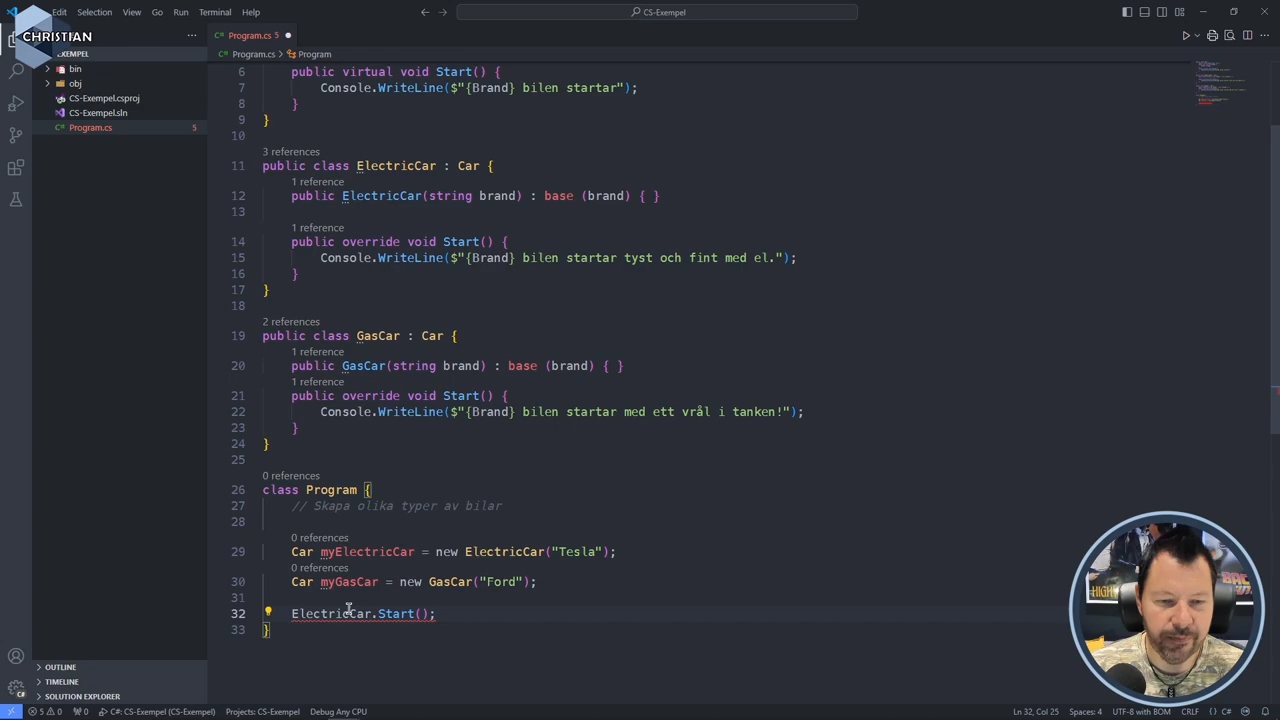 Edit Selection View Go Run Terminal Help
CS-Exempel
CHRISTIAN
EXEMPEL
bin
obj
CS-Exempel.csproj
CS-Exempel.sln
Program.cs 5
OUTLINE
TIMELINE
SOLUTION EXPLORER
Program.cs 5
Program.cs > Program
6 public virtual void Start() {
7 Console.WriteLine($"{Brand} bilen startar");
8 }
9 }
10
3 references
11 public class ElectricCar : Car {
1 reference
12 public ElectricCar(string brand) : base (brand) { }
13
1 reference
14 public override void Start() {
15 Console.WriteLine($"{Brand} bilen startar tyst och fint med el.");
16 }
17 }
18
2 references
19 public class GasCar : Car {
1 reference
20 public GasCar(string brand) : base (brand) { }
1 reference
21 public override void Start() {
22 Console.WriteLine($"{Brand} bilen startar med ett vrål i tanken!");
23 }
24 }
25
0 references
26 class Program {
27 // Skapa olika typer av bilar
28
0 references
29 Car myElectricCar = new ElectricCar("Tesla");
0 references
30 Car myGasCar = new GasCar("Ford");
31
32 ElectricCar.Start();
33 }
5 0 C#: CS-Exempel (CS-Exempel) Projects: CS-Exempel Debug Any CPU Ln 32, Col 25 Spaces: 4 UTF-8 with BOM CRLF {} C#